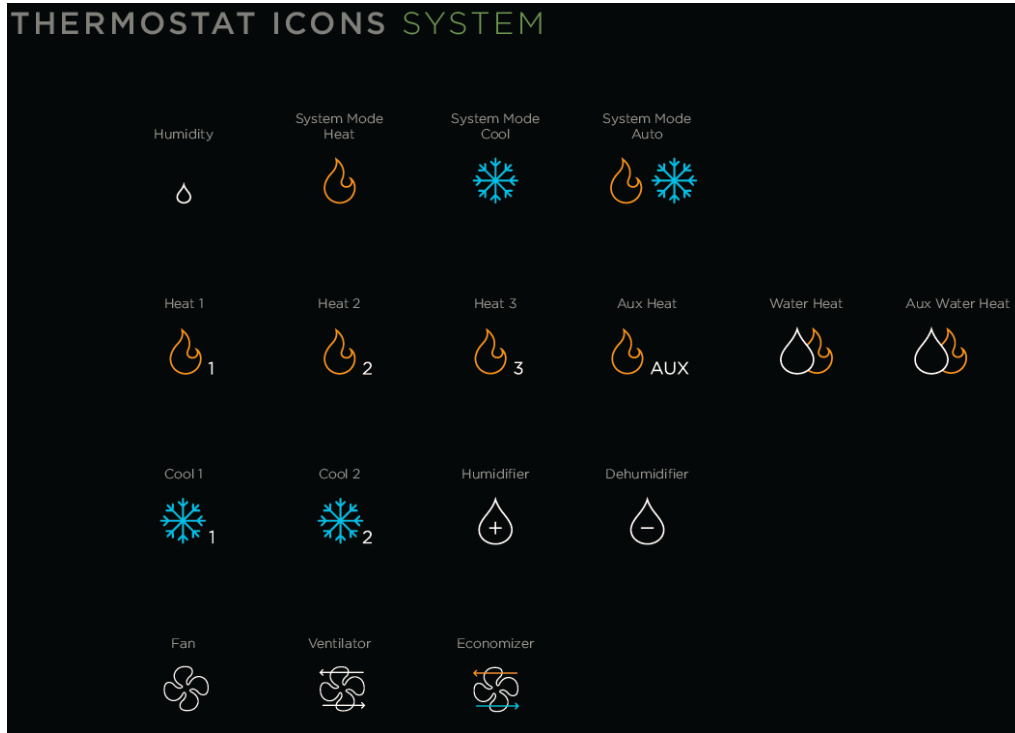 THERMOSTAT ICONS SYSTEM
Humidity
System Mode
Heat
System Mode
Cool
System Mode
Auto
Heat 1
Heat 2
Heat 3
Aux Heat
Water Heat
Aux Water Heat
1
2
3
AUX
Cool 1
Cool 2
Humidifier
Dehumidifier
1
2
+
−
Fan
Ventilator
Economizer